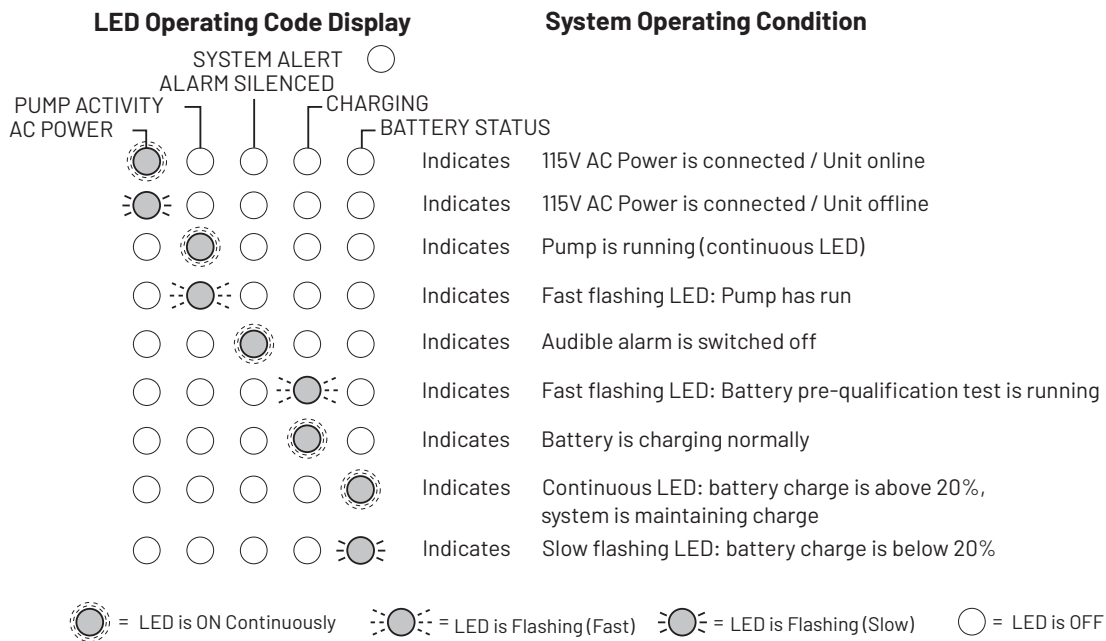 LED Operating Code Display System Operating Condition
SYSTEM ALERT
ALARM SILENCED
PUMP ACTIVITY CHARGING
AC POWER BATTERY STATUS
Indicates 115V AC Power is connected / Unit online
Indicates 115V AC Power is connected / Unit offline
Indicates Pump is running (continuous LED)
Indicates Fast flashing LED: Pump has run
Indicates Audible alarm is switched off
Indicates Fast flashing LED: Battery pre-qualification test is running
Indicates Battery is charging normally
Indicates Continuous LED: battery charge is above 20%,
system is maintaining charge
Indicates Slow flashing LED: battery charge is below 20%
= LED is ON Continuously = LED is Flashing (Fast) = LED is Flashing (Slow) = LED is OFF